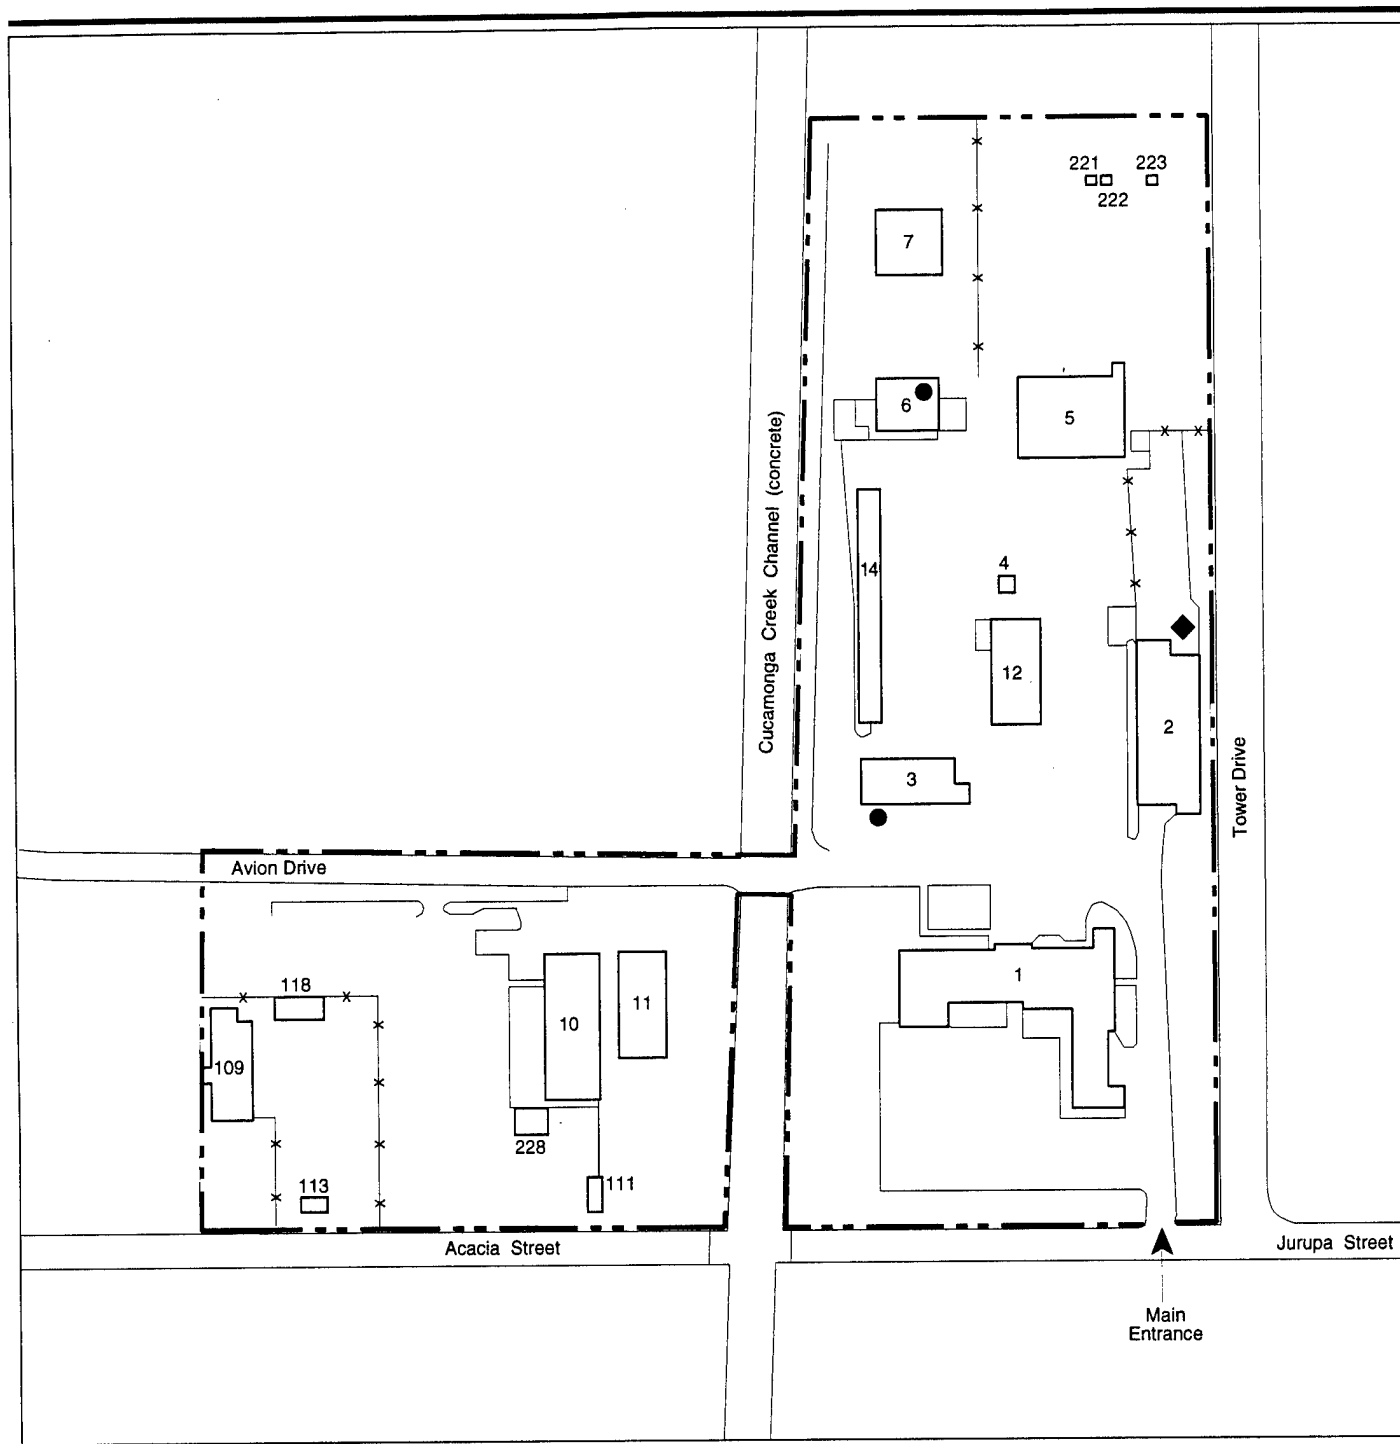 221
223
222
7
6
5
Cucamonga Creek Channel (concrete)
14
4
12
2
3
Tower Drive
Avion Drive
1
118
11
10
109
228
113
111
Acacia Street
Jurupa Street
Main
Entrance